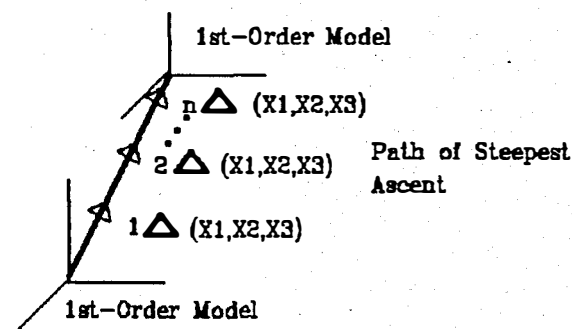 1st-Order Model
n△ (X1,X2,X3)
2△ (X1,X2,X3)
Path of Steepest
Ascent
1△ (X1,X2,X3)
1st-Order Model